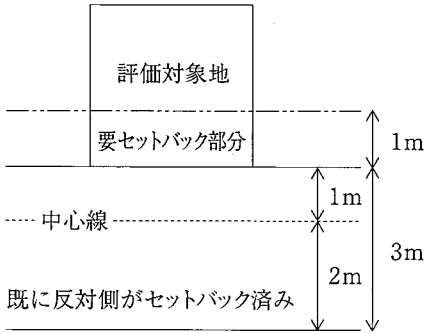 評価対象地
要セットバック部分
1m
1m
中心線
3m
2m
既に反対側がセットバック済み